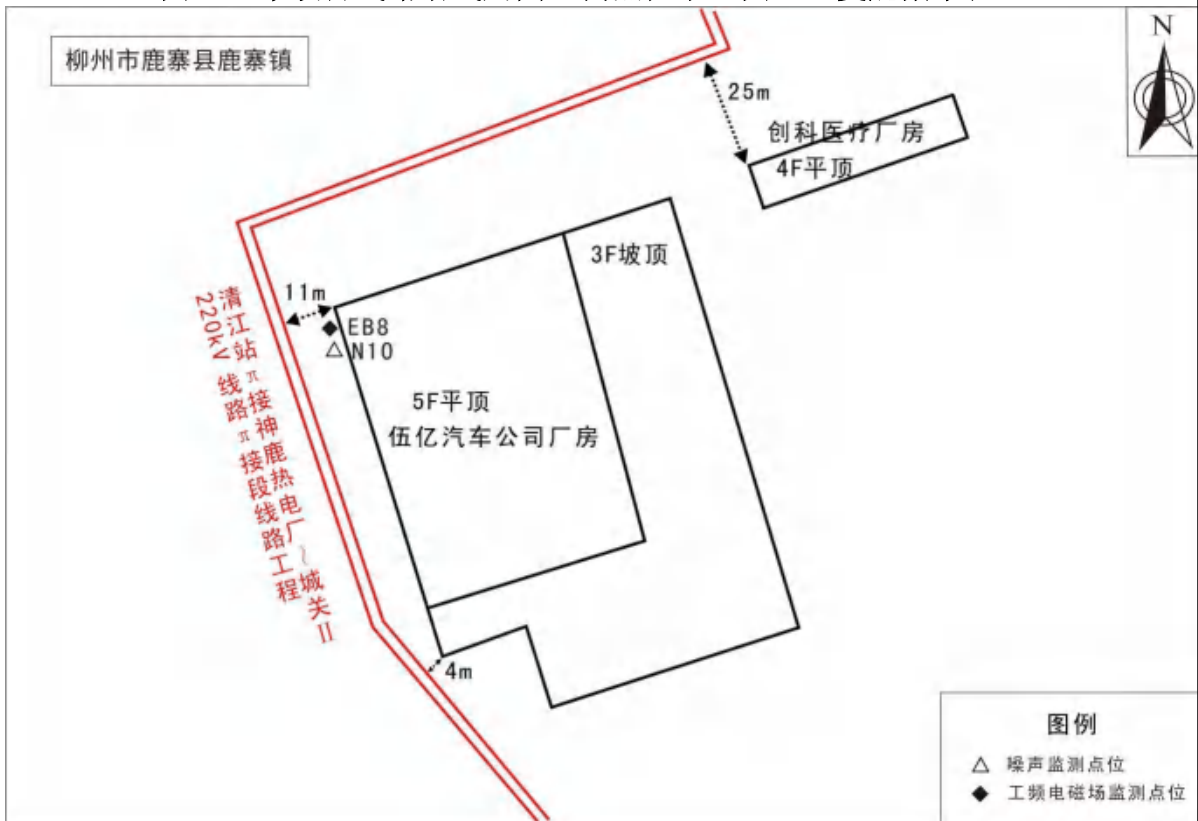 柳州市鹿寨县鹿寨镇
N
25m
创科医疗厂房
4F平顶
3F坡顶
11m
EB8
N10
5F平顶
伍亿汽车公司厂房
清江站π接神鹿热电厂~城关II
220kV 线路π接段线路工程
4m
图例
噪声监测点位
工频电磁场监测点位